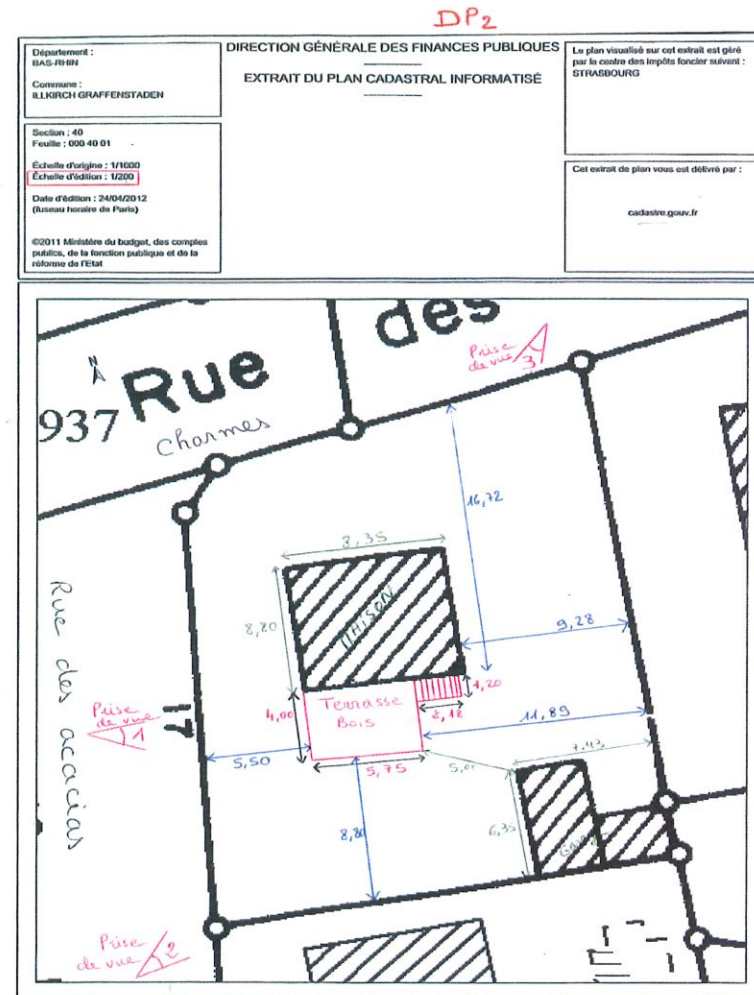 DP2
Département :
BAS-RHIN
Commune :
ILLKIRCH GRAFFENSTADEN
Section : 40
Feuille : 000 40 01
Échelle d'origine : 1/1000
Échelle d'édition : 1/200
Date d'édition : 24/04/2012
(fuseau horaire de Paris)
©2011 Ministère du budget, des comptes
publics, de la fonction publique et de la
réforme de l'Etat
DIRECTION GÉNÉRALE DES FINANCES PUBLIQUES
EXTRAIT DU PLAN CADASTRAL INFORMATISÉ
Le plan visualisé sur cet extrait est géré
par le centre des impôts foncier suivant :
STRASBOURG
Cet extrait de plan vous est délivré par :
cadastre.gouv.fr
Rue des
Prise
de vue 3
N
937
Charmes
16,72
8,35
8,20
MAISON
9,28
Rue des acacias
Prise
de vue 1
4,00
Terrasse
Bois
1,20
2,12
11,89
5,50
5,75
7,43
8,80
6,35
Garage
Prise
de vue 2